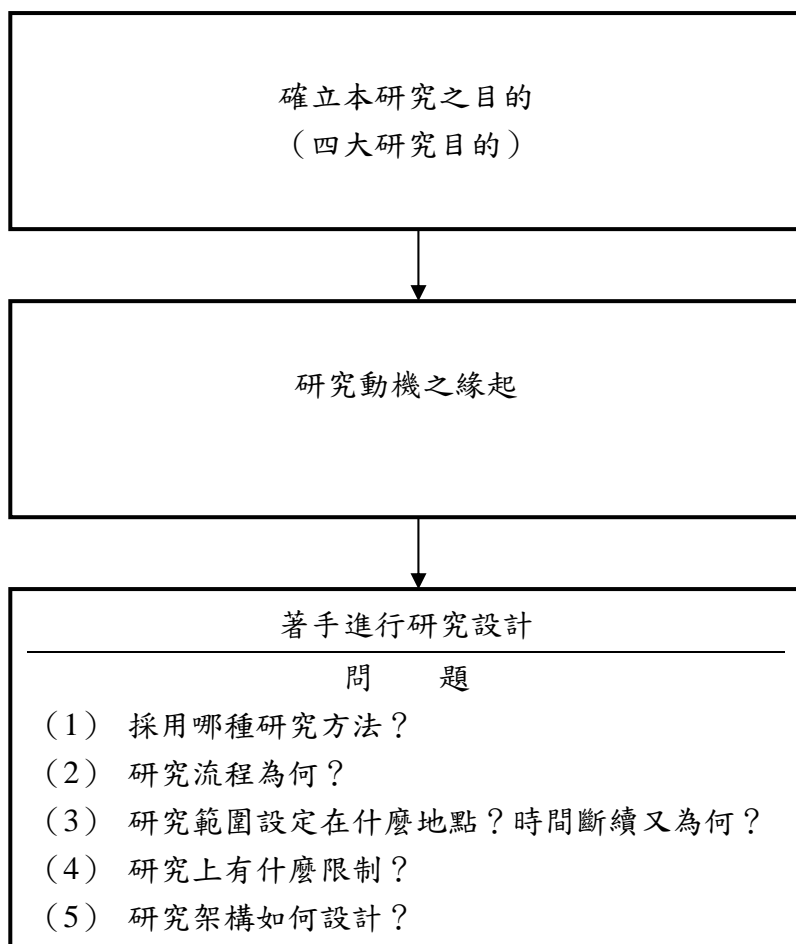 確立本研究之目的
（四大研究目的）
研究動機之緣起
著手進行研究設計
問　　題
（1） 採用哪種研究方法？
（2） 研究流程為何？
（3） 研究範圍設定在什麼地點？時間斷續又為何？
（4） 研究上有什麼限制？
（5） 研究架構如何設計？